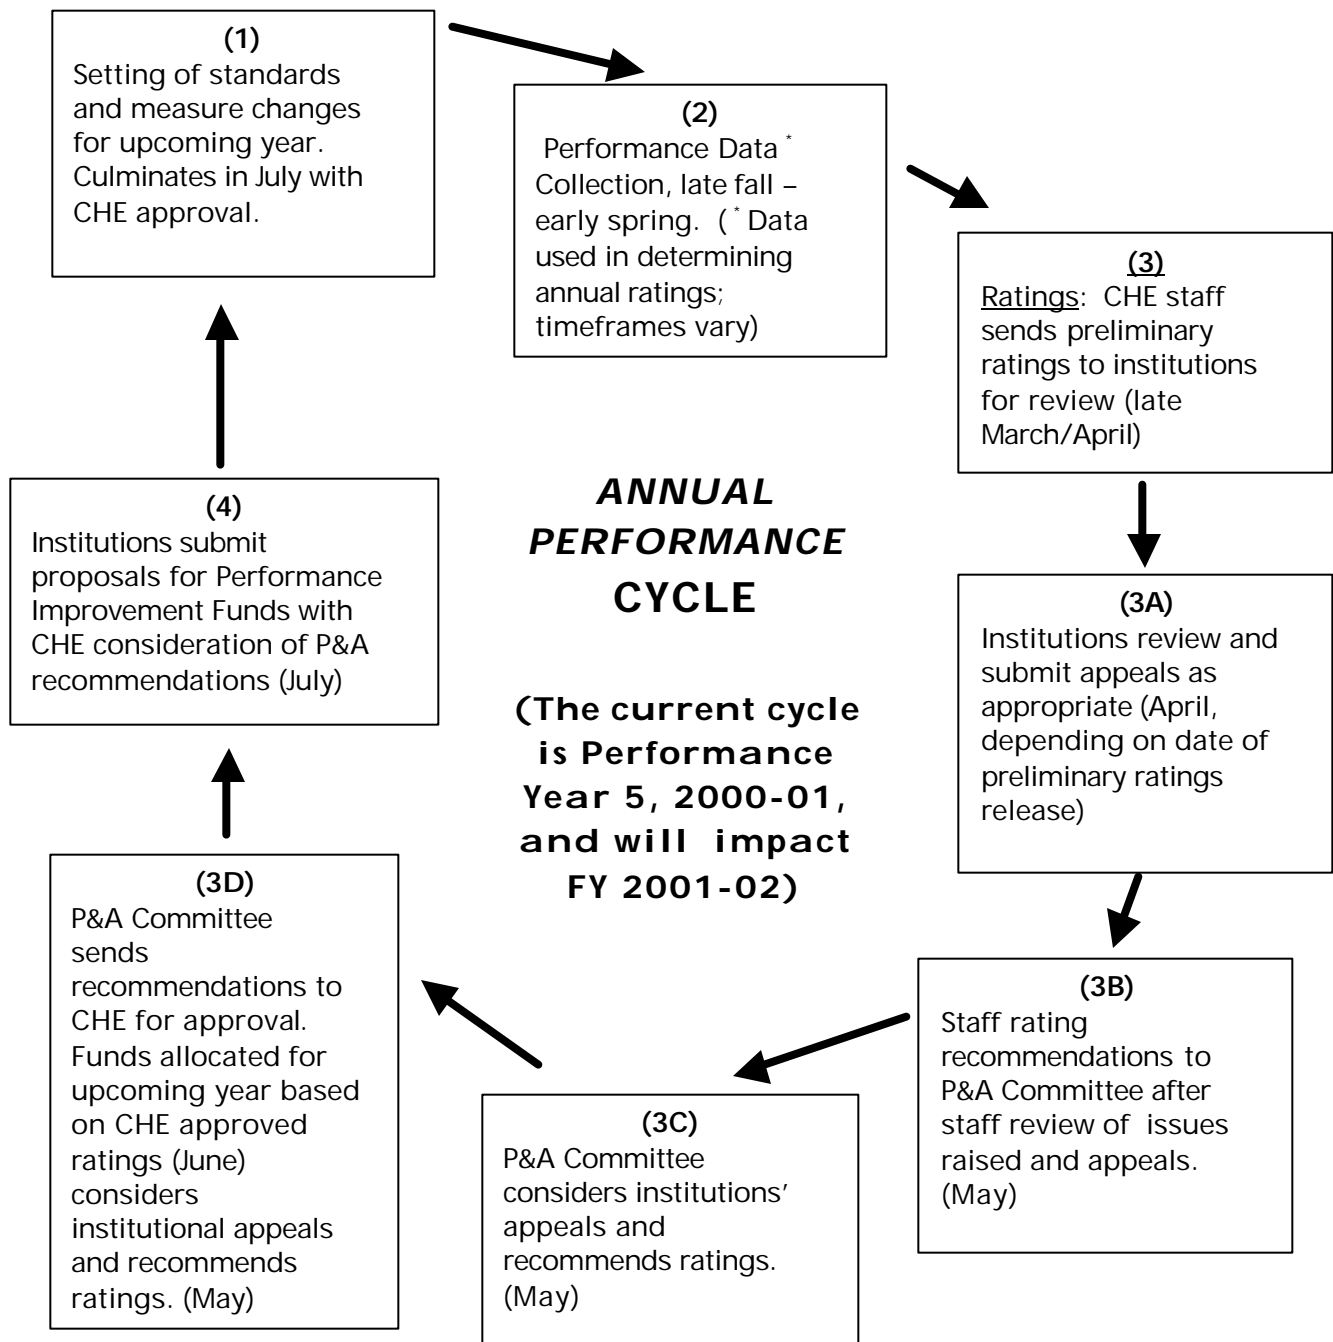 (1)
Setting of standards
and measure changes
for upcoming year.
Culminates in July with
CHE approval.
(2)
Performance Data *
Collection, late fall –
early spring. ( * Data
used in determining
annual ratings;
timeframes vary)
(3)
Ratings: CHE staff
sends preliminary
ratings to institutions
for review (late
March/April)
(3A)
Institutions review and
submit appeals as
appropriate (April,
depending on date of
preliminary ratings
release)
(3B)
Staff rating
recommendations to
P&A Committee after
staff review of issues
raised and appeals.
(May)
(3C)
P&A Committee
considers institutions’
appeals and
recommends ratings.
(May)
(3D)
P&A Committee
sends
recommendations to
CHE for approval.
Funds allocated for
upcoming year based
on CHE approved
ratings (June)
considers
institutional appeals
and recommends
ratings. (May)
(4)
Institutions submit
proposals for Performance
Improvement Funds with
CHE consideration of P&A
recommendations (July)
ANNUAL
PERFORMANCE
CYCLE
(The current cycle
is Performance
Year 5, 2000-01,
and will impact
FY 2001-02)